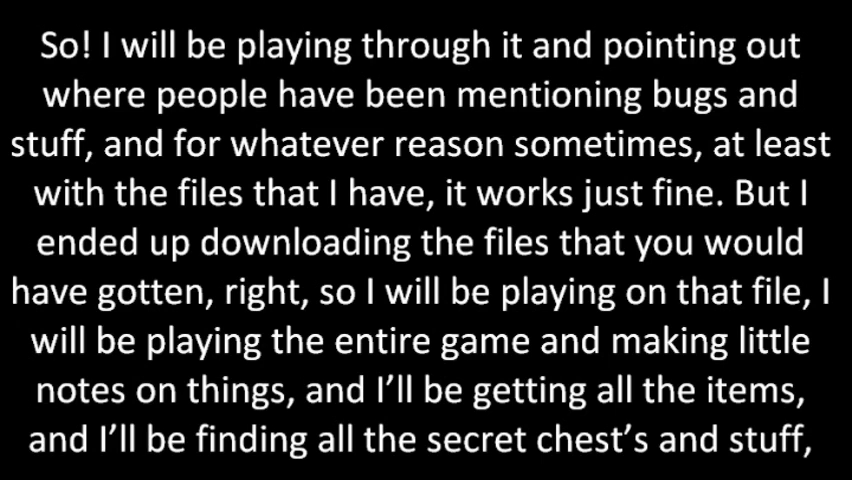 So! I will be playing through it and pointing out
where people have been mentioning bugs and
stuff, and for whatever reason sometimes, at least
with the files that I have, it works just fine. But I
ended up downloading the files that you would
have gotten, right, so I will be playing on that file, I
will be playing the entire game and making little
notes on things, and I’ll be getting all the items,
and I’ll be finding all the secret chest’s and stuff,